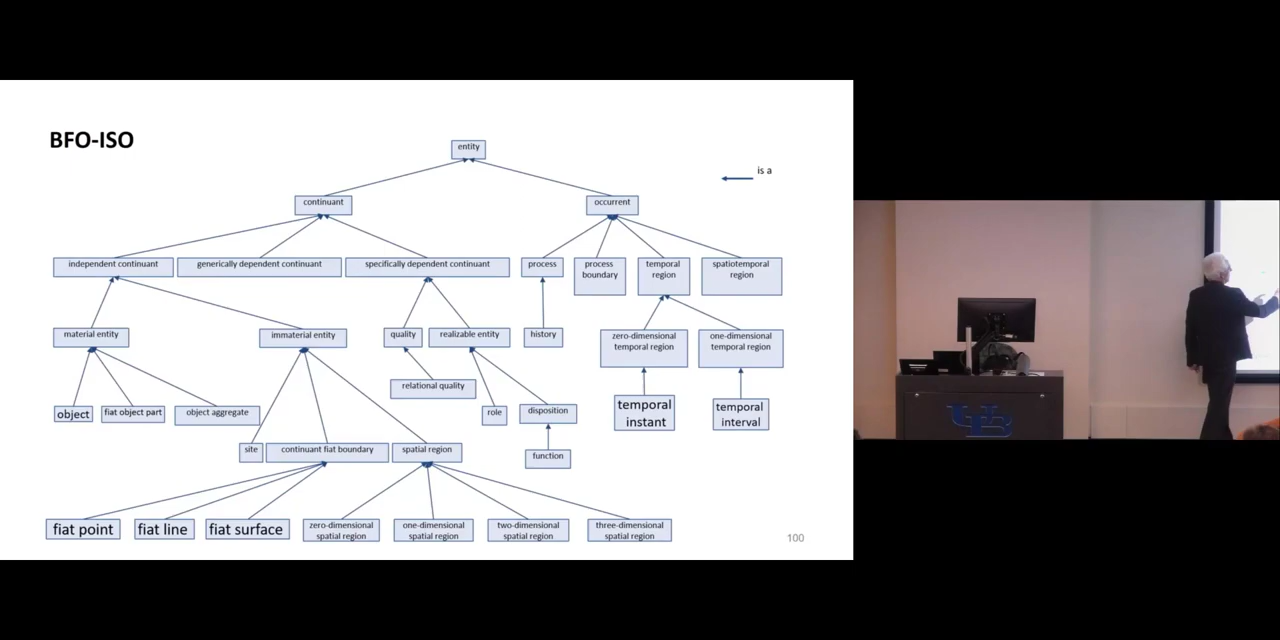 BFO-ISO
entity
is a
continuant
occurrent
independent continuant
generically dependent continuant
specifically dependent continuant
process
process
boundary
temporal
region
spatiotemporal
region
material entity
immaterial entity
quality
realizable entity
history
zero-dimensional
temporal region
one-dimensional
temporal region
relational quality
object
fiat object part
object aggregate
role
disposition
temporal
instant
temporal
interval
site
continuant fiat boundary
spatial region
function
fiat point
fiat line
fiat surface
zero-dimensional
spatial region
one-dimensional
spatial region
two-dimensional
spatial region
three-dimensional
spatial region
100
UB